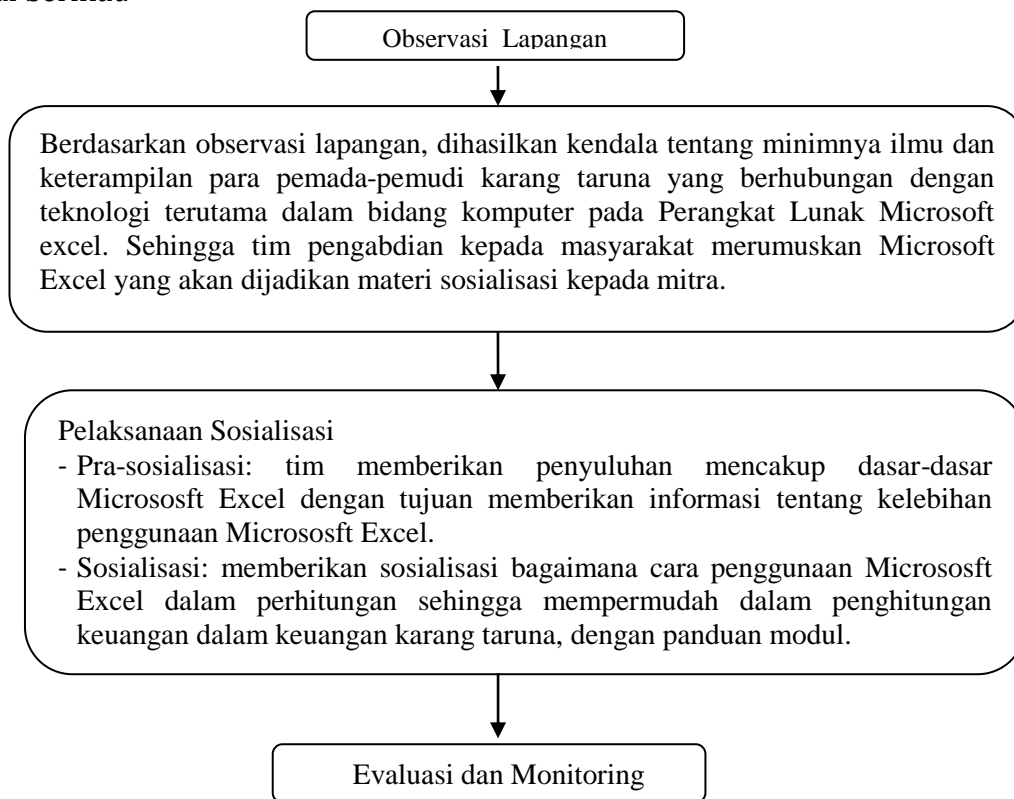 Observasi Lapangan
Berdasarkan observasi lapangan, dihasilkan kendala tentang minimnya ilmu dan
keterampilan para pemada-pemudi karang taruna yang berhubungan dengan
teknologi terutama dalam bidang komputer pada Perangkat Lunak Microsoft
excel. Sehingga tim pengabdian kepada masyarakat merumuskan Microsoft
Excel yang akan dijadikan materi sosialisasi kepada mitra.
Pelaksanaan Sosialisasi
- Pra-sosialisasi: tim memberikan penyuluhan mencakup dasar-dasar
Micrososft Excel dengan tujuan memberikan informasi tentang kelebihan
penggunaan Micrososft Excel.
- Sosialisasi: memberikan sosialisasi bagaimana cara penggunaan Micrososft
Excel dalam perhitungan sehingga mempermudah dalam penghitungan
keuangan dalam keuangan karang taruna, dengan panduan modul.
Evaluasi dan Monitoring